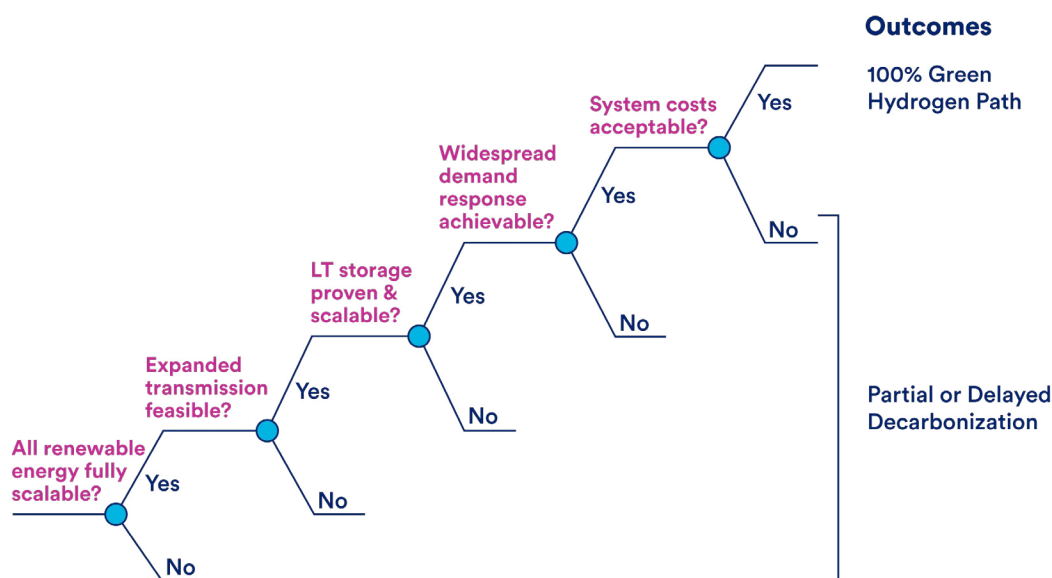 Outcomes
100% Green
Hydrogen Path
Yes
System costs
acceptable?
No
Widespread
demand
response
achievable?
Yes
No
LT storage
proven &
scalable?
Yes
No
Partial or Delayed
Decarbonization
Expanded
transmission
feasible?
Yes
No
All renewable
energy fully
scalable?
Yes
No